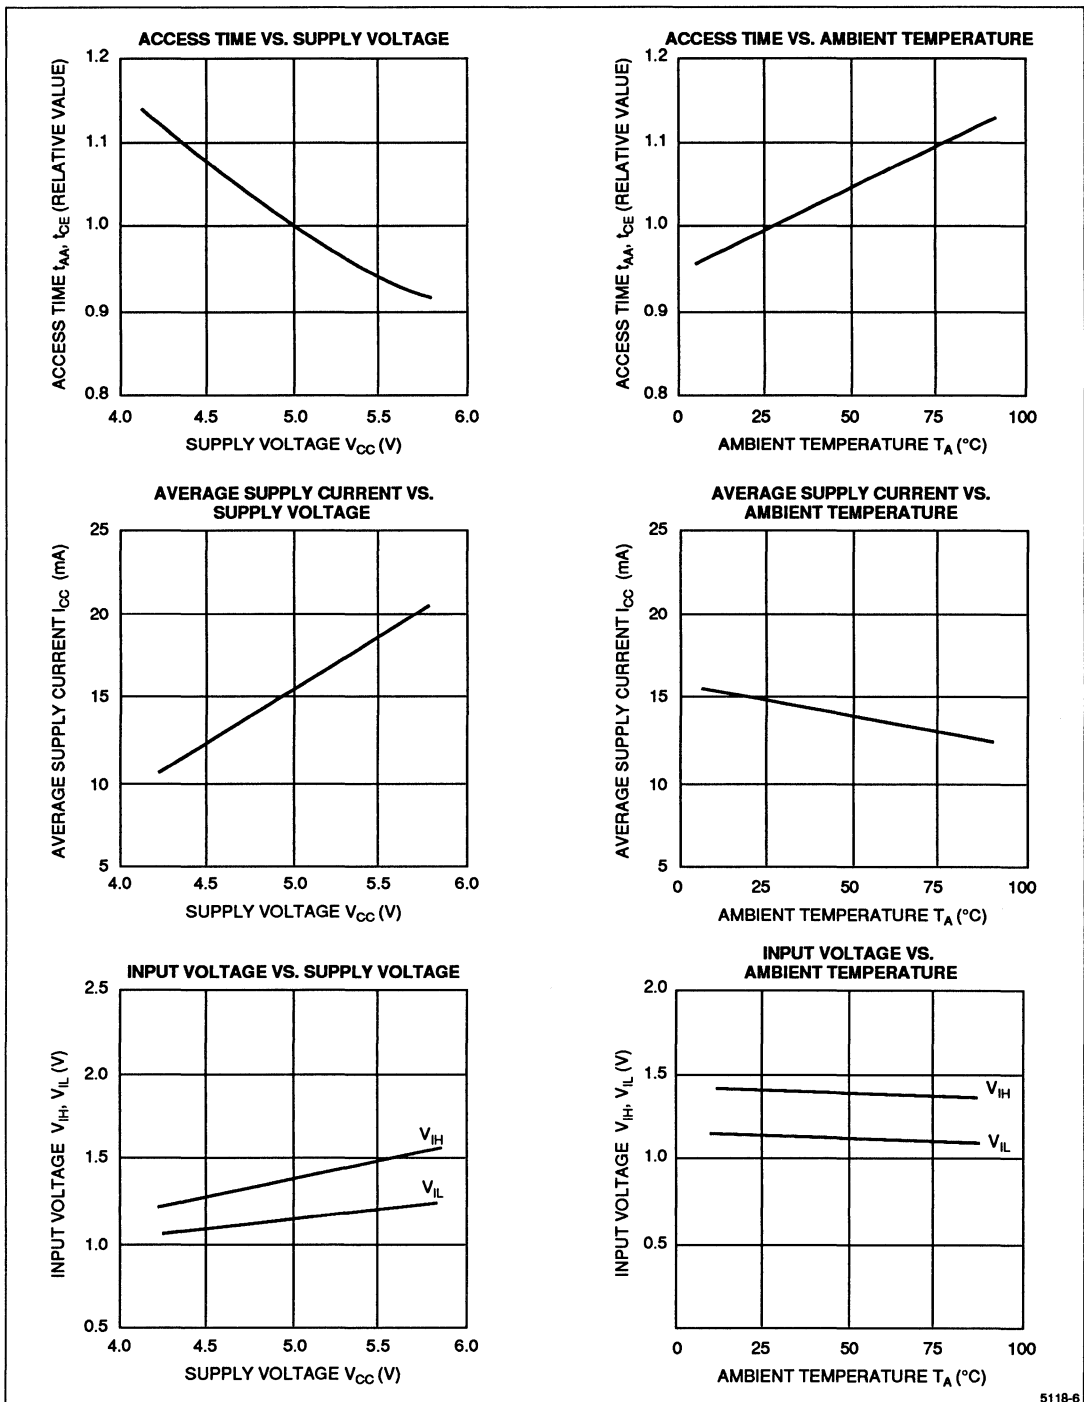 ACCESS TIME VS. SUPPLY VOLTAGE
1.2
1.1
1.0
0.9
0.8
ACCESS TIME tAA, tCE (RELATIVE VALUE)
4.0 4.5 5.0 5.5 6.0
SUPPLY VOLTAGE VCC (V)
ACCESS TIME VS. AMBIENT TEMPERATURE
1.2
1.1
1.0
0.9
0.8
ACCESS TIME tAA, tCE (RELATIVE VALUE)
0 25 50 75 100
AMBIENT TEMPERATURE TA (°C)
AVERAGE SUPPLY CURRENT VS.
SUPPLY VOLTAGE
25
20
15
10
5
AVERAGE SUPPLY CURRENT ICC (mA)
4.0 4.5 5.0 5.5 6.0
SUPPLY VOLTAGE VCC (V)
AVERAGE SUPPLY CURRENT VS.
AMBIENT TEMPERATURE
25
20
15
10
5
AVERAGE SUPPLY CURRENT ICC (mA)
0 25 50 75 100
AMBIENT TEMPERATURE TA (°C)
INPUT VOLTAGE VS. SUPPLY VOLTAGE
2.5
2.0
1.5
1.0
0.5
INPUT VOLTAGE VIH, VIL (V)
VIH
VIL
4.0 4.5 5.0 5.5 6.0
SUPPLY VOLTAGE VCC (V)
INPUT VOLTAGE VS.
AMBIENT TEMPERATURE
2.0
1.5
1.0
0.5
INPUT VOLTAGE VIH, VIL (V)
VIH
VIL
0 25 50 75 100
AMBIENT TEMPERATURE TA (°C)
5118-6